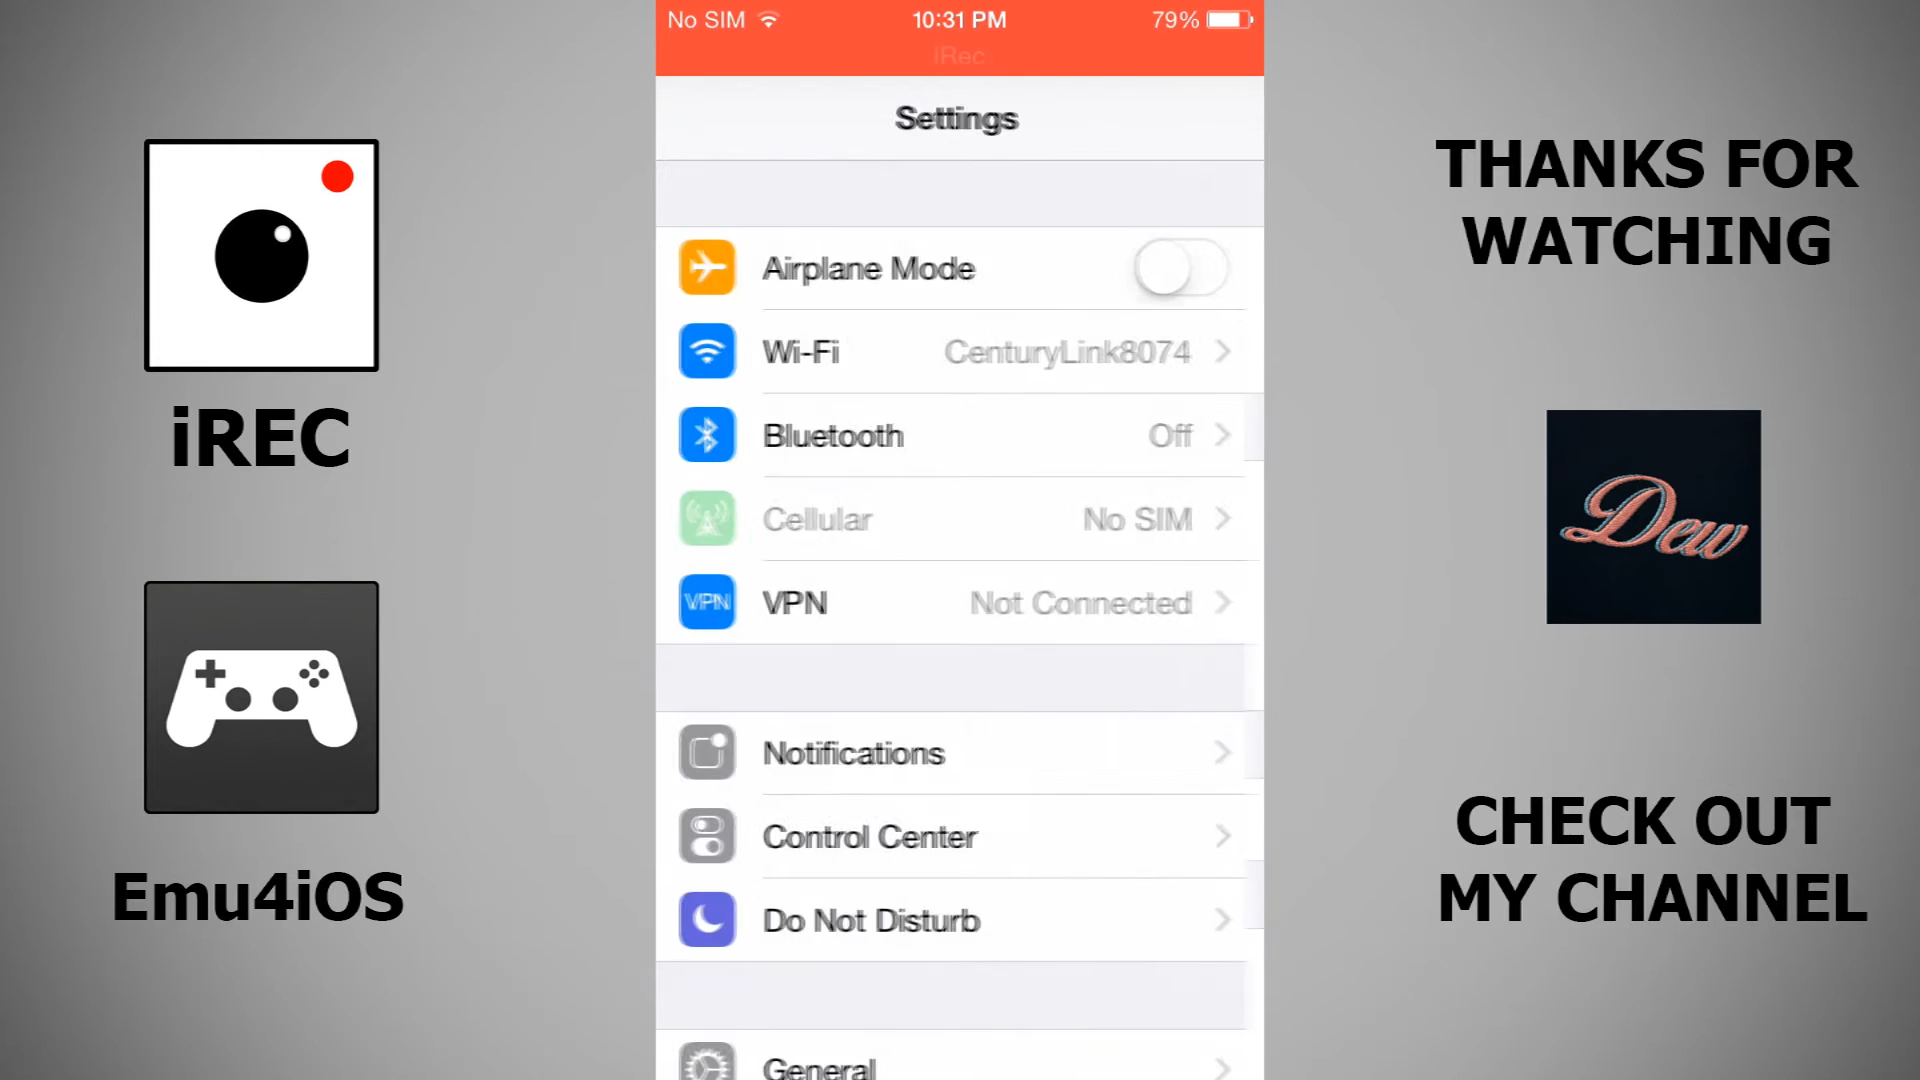 No SIM 10:31 PM 79%
iRec
Settings
Airplane Mode
Wi-Fi CenturyLink8074
Bluetooth Off
Cellular No SIM
VPN VPN Not Connected
Notifications
Control Center
Do Not Disturb
General
iREC
Emu4iOS
THANKS FOR
WATCHING
Dew
CHECK OUT
MY CHANNEL